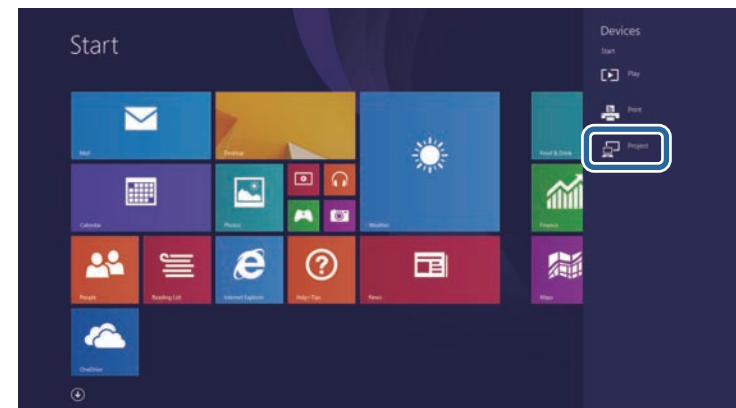 Start
Devices
Start
Play
Print
Project
Mail
Desktop
Weather
Food & Drink
Calendar
Photos
Finance
People
Reading List
Internet Explorer
Help+Tips
News
Maps
OneDrive